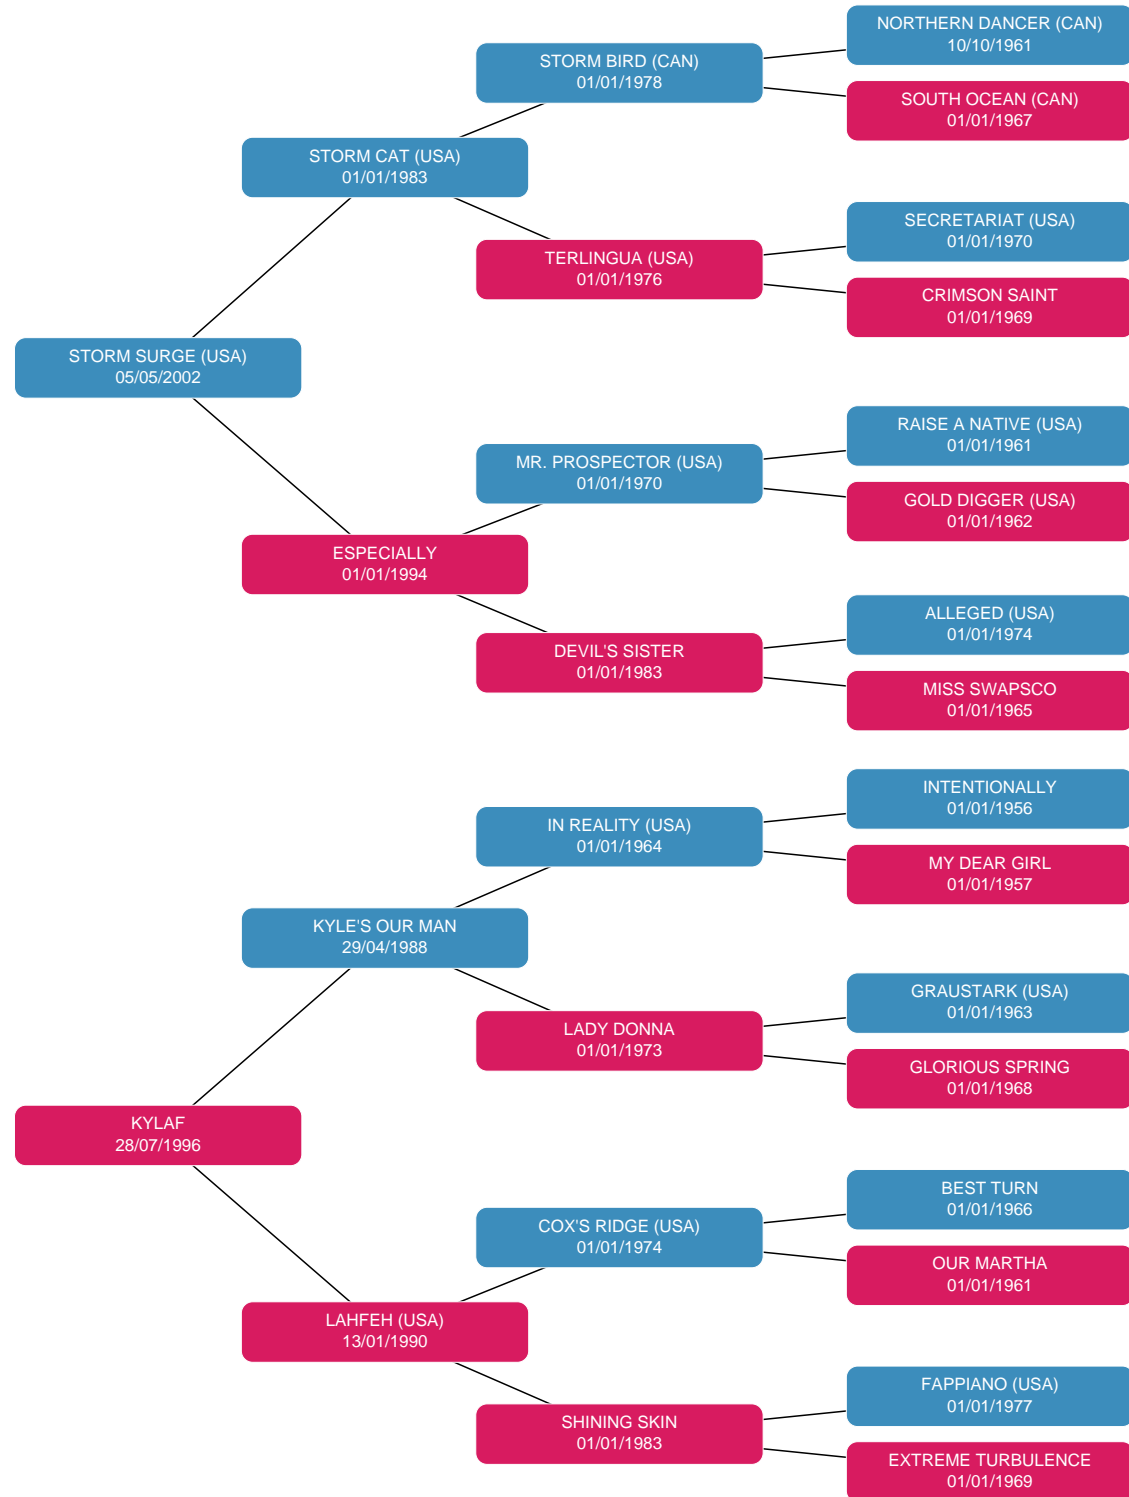 NORTHERN DANCER (CAN)
10/10/1961
STORM BIRD (CAN)
01/01/1978
SOUTH OCEAN (CAN)
01/01/1967
STORM CAT (USA)
01/01/1983
SECRETARIAT (USA)
01/01/1970
TERLINGUA (USA)
01/01/1976
CRIMSON SAINT
01/01/1969
STORM SURGE (USA)
05/05/2002
RAISE A NATIVE (USA)
01/01/1961
MR. PROSPECTOR (USA)
01/01/1970
GOLD DIGGER (USA)
01/01/1962
ESPECIALLY
01/01/1994
ALLEGED (USA)
01/01/1974
DEVIL'S SISTER
01/01/1983
MISS SWAPSCO
01/01/1965
INTENTIONALLY
01/01/1956
IN REALITY (USA)
01/01/1964
MY DEAR GIRL
01/01/1957
KYLE'S OUR MAN
29/04/1988
GRAUSTARK (USA)
01/01/1963
LADY DONNA
01/01/1973
GLORIOUS SPRING
01/01/1968
KYLAF
28/07/1996
BEST TURN
01/01/1966
COX'S RIDGE (USA)
01/01/1974
OUR MARTHA
01/01/1961
LAHFEH (USA)
13/01/1990
FAPPIANO (USA)
01/01/1977
SHINING SKIN
01/01/1983
EXTREME TURBULENCE
01/01/1969